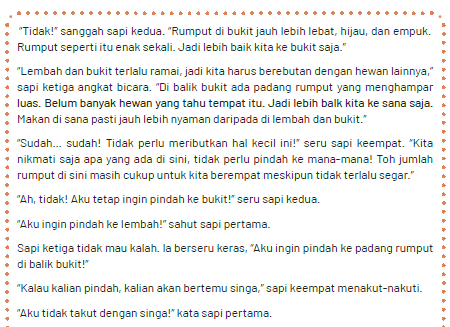 "Tidak!" sanggah sapi kedua. "Rumput di bukit jauh lebih lebat, hijau, dan empuk.
Rumput seperti itu enak sekali. Jadi lebih baik kita ke bukit saja."
"Lembah dan bukit terlalu ramai, jadi kita harus berebutan dengan hewan lainnya,"
sapi ketiga angkat bicara. "Di balik bukit ada padang rumput yang menghampar
luas. Belum banyak hewan yang tahu tempat itu. Jadi lebih balk kita ke sana saja.
Makan di sana pasti jauh lebih nyaman daripada di lembah dan bukit."
"Sudah... sudah! Tidak perlu meributkan hal kecil ini!" seru sapi keempat. "Kita
nikmati saja apa yang ada di sini, tidak perlu pindah ke mana-mana! Toh jumlah
rumput di sini masih cukup untuk kita berempat meskipun tidak terlalu segar."
"Ah, tidak! Aku tetap ingin pindah ke bukit!" seru sapi kedua.
"Aku ingin pindah ke lembah!" sahut sapi pertama.
Sapi ketiga tidak mau kalah. Ia berseru keras, "Aku ingin pindah ke padang rumput
di balik bukit!"
"Kalau kalian pindah, kalian akan bertemu singa," sapi keempat menakut-nakuti.
"Aku tidak takut dengan singa!" kata sapi pertama.